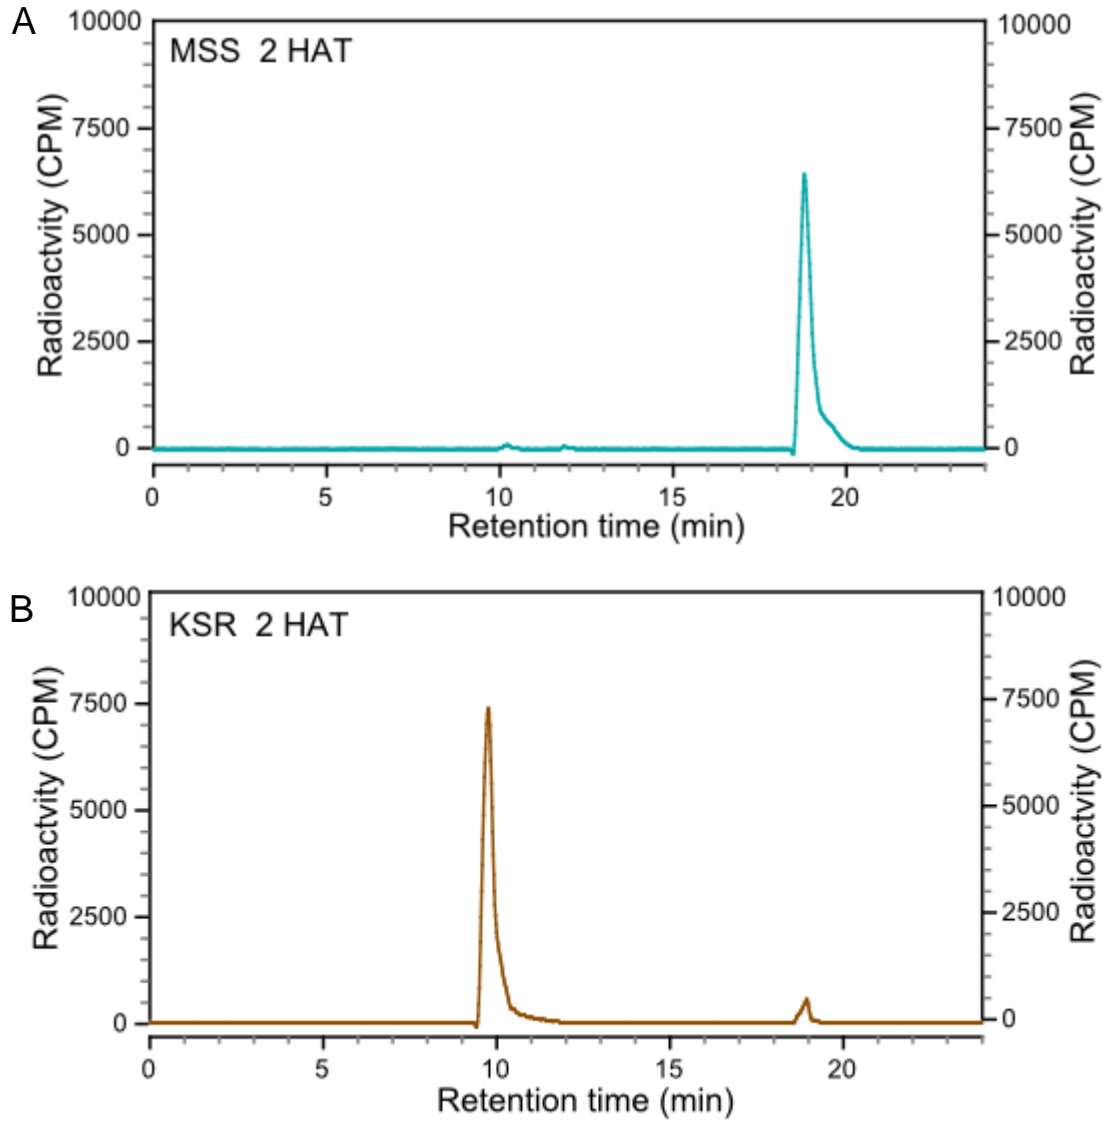 A
MSS 2 HAT
10000
7500
5000
2500
0
Radioactvity (CPM)
10000
7500
5000
2500
0
Radioactvity (CPM)
0 5 10 15 20
Retention time (min)
B
KSR 2 HAT
10000
7500
5000
2500
0
Radioactvity (CPM)
10000
7500
5000
2500
0
Radioactvity (CPM)
0 5 10 15 20
Retention time (min)